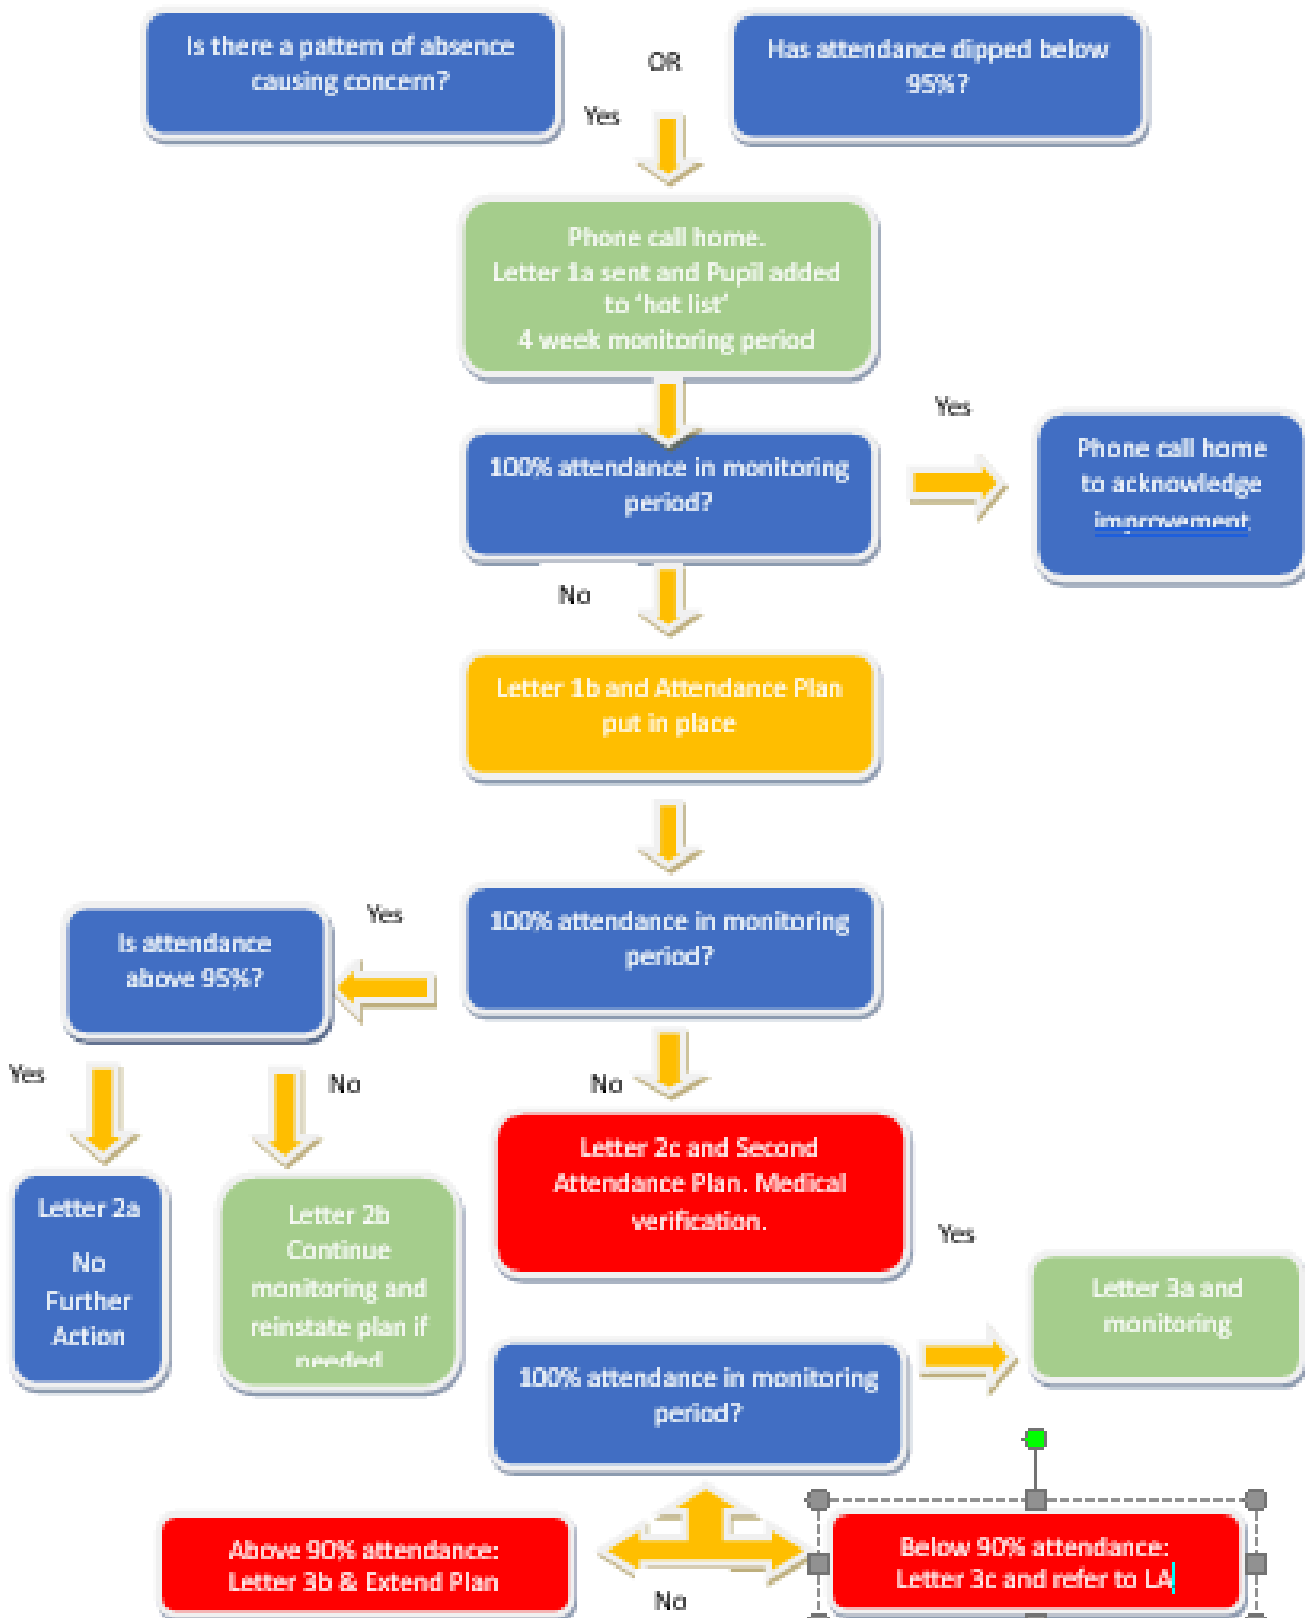 Is there a pattern of absence
causing concern?
OR
Has attendance dipped below
95%?
Yes
Phone call home.
Letter 1a sent and Pupil added
to ‘hot list’
4 week monitoring period
100% attendance in monitoring
period?
Yes
Phone call home
to acknowledge
improvement
No
Letter 1b and Attendance Plan
put in place
100% attendance in monitoring
period?
Yes
Is attendance
above 95%?
Yes
No
Letter 2a
No
Further
Action
Letter 2b
Continue
monitoring and
reinstate plan if
needed
No
Letter 2c and Second
Attendance Plan. Medical
verification.
100% attendance in monitoring
period?
Yes
Letter 3a and
monitoring
No
Above 90% attendance:
Letter 3b & Extend Plan
Below 90% attendance:
Letter 3c and refer to LA